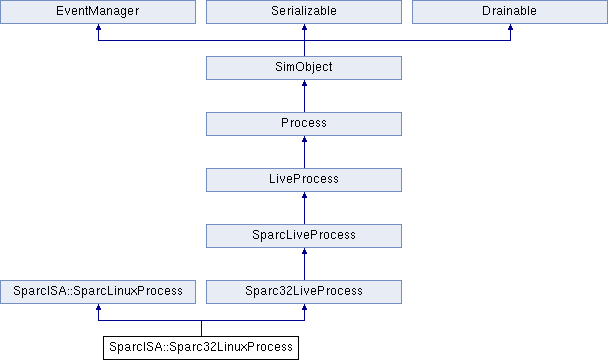 EventManager Serializable Drainable
SimObject
Process
LiveProcess
SparcLiveProcess
SparcISA::SparcLinuxProcess Sparc32LiveProcess
SparcISA::Sparc32LinuxProcess